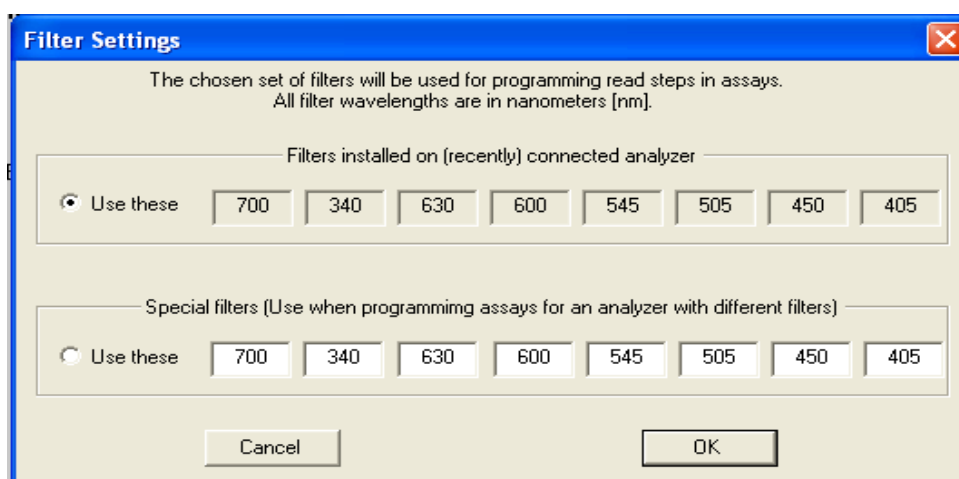 Filter Settings
The chosen set of filters will be used for programming read steps in assays.
All filter wavelengths are in nanometers [nm].
Filters installed on (recently) connected analyzer
Use these 700 340 630 600 545 505 450 405
Special filters (Use when programmimg assays for an analyzer with different filters)
Use these 700 340 630 600 545 505 450 405
Cancel OK